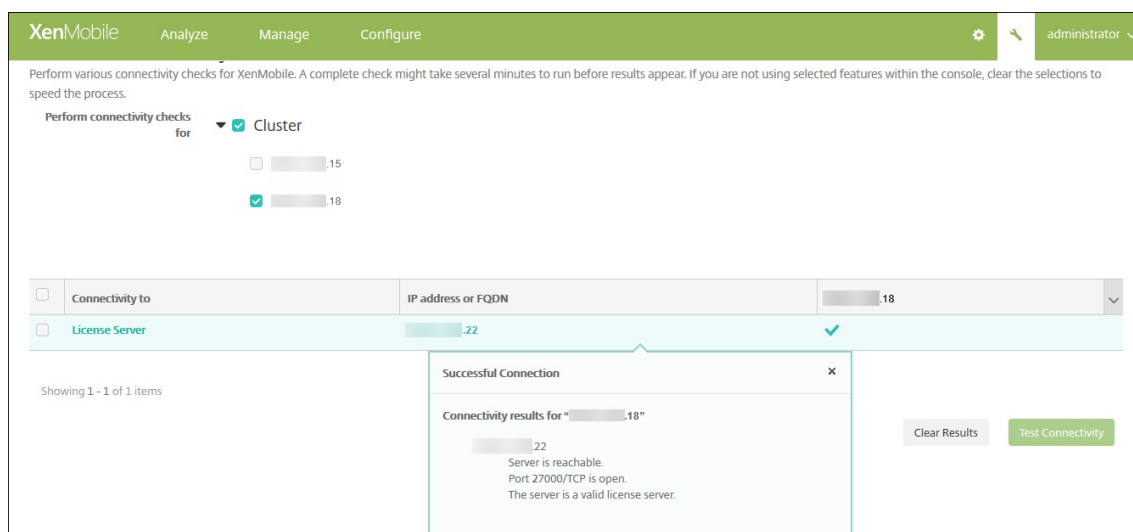 XenMobile Analyze Manage Configure administrator
Perform various connectivity checks for XenMobile. A complete check might take several minutes to run before results appear. If you are not using selected features within the console, clear the selections to
speed the process.
Perform connectivity checks
for
Cluster
.15
.18
Connectivity to IP address or FQDN .18
License Server .22
Successful Connection
Showing 1 - 1 of 1 items
Connectivity results for “ .18”
Clear Results Test Connectivity
.22
Server is reachable.
Port 27000/TCP is open.
The server is a valid license server.